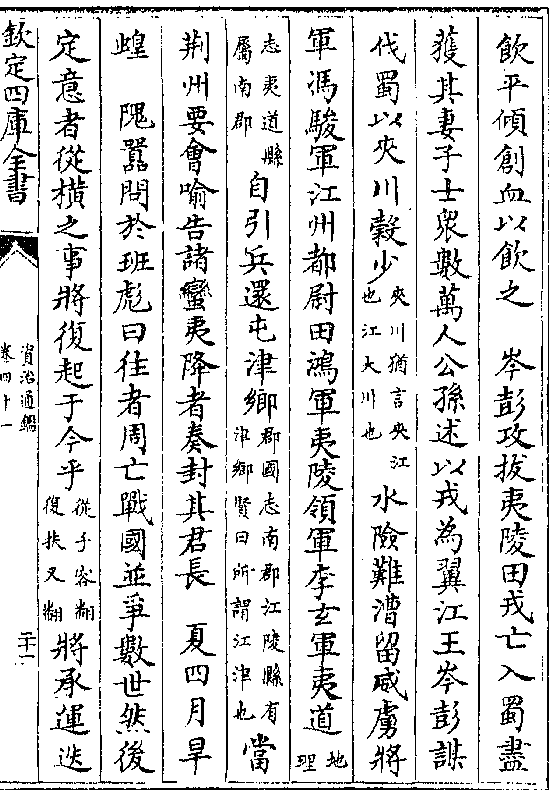 飲平傾創血以飲之　岑彭攻拔夷陵田戎亡入蜀盡
獲其妻子士衆數萬人公孫述以戎為翼江王岑彭謀
伐蜀以夾川穀少夾川猶言夾江也江大川也水險難漕留威虜將
軍馮駿軍江州都尉田鴻軍夷陵領軍李玄軍夷道地理
志夷道縣屬南郡自引兵還屯津鄉郡國志南郡江陵縣有津鄉賢曰所謂江津也當
荆州要會喻告諸蠻夷降者奏封其君長　夏四月旱
蝗　隗囂問於班彪曰往者周亡戰國並爭數世然後
定意者從橫之事將復起于今乎從子容翻復扶又翻將承運迭
欽定四庫全書
資治通鑑
卷四十一